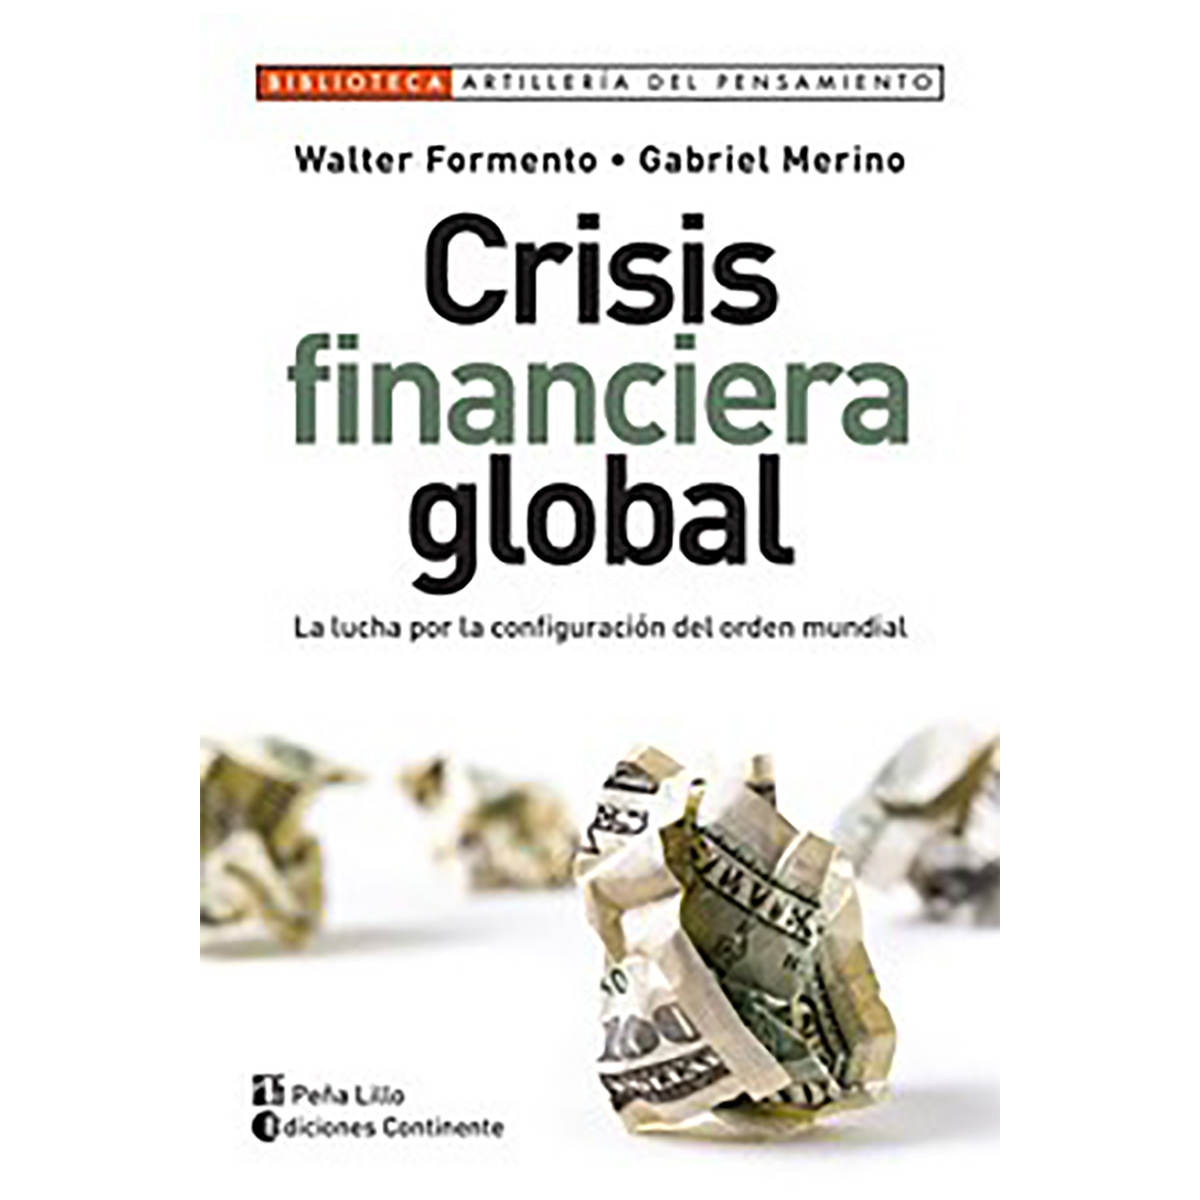 BIBLIOTECA ARTILLERÍA DEL PENSAMIENTO
Walter Formento • Gabriel Merino
Crisis
financiera
global
La lucha por la configuración del orden mundial
100
Peña Lillo
Ediciones Continente